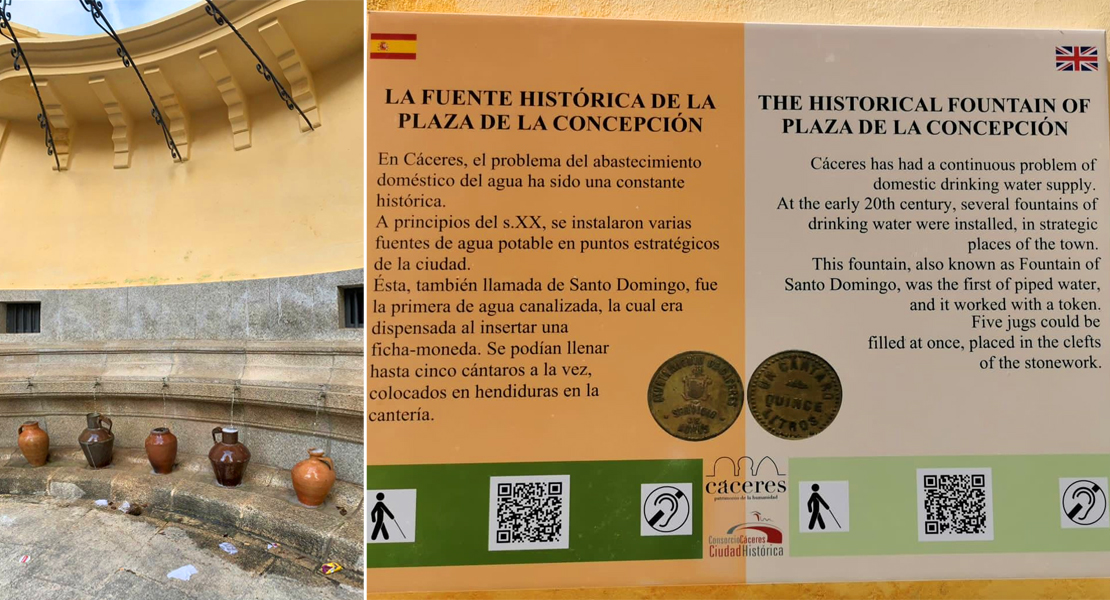 LA FUENTE HISTÓRICA DE LA
PLAZA DE LA CONCEPCIÓN
En Cáceres, el problema del abastecimiento
doméstico del agua ha sido una constante
histórica.
A principios del s.XX, se instalaron varias
fuentes de agua potable en puntos estratégicos
de la ciudad.
Ésta, también llamada de Santo Domingo, fue
la primera de agua canalizada, la cual era
dispensada al insertar una
ficha-moneda. Se podían llenar
hasta cinco cántaros a la vez,
colocados en hendiduras en la
cantería.
THE HISTORICAL FOUNTAIN OF
PLAZA DE LA CONCEPCIÓN
Cáceres has had a continuous problem of
domestic drinking water supply.
At the early 20th century, several fountains of
drinking water were installed, in strategic
places of the town.
This fountain, also known as Fountain of
Santo Domingo, was the first of piped water,
and it worked with a token.
Five jugs could be
filled at once, placed in the clefts
of the stonework.
UN CANTARO
QUINCE
LITROS
cáceres
patrimonio de la humanidad
ConsorcioCáceres
CiudadHistórica